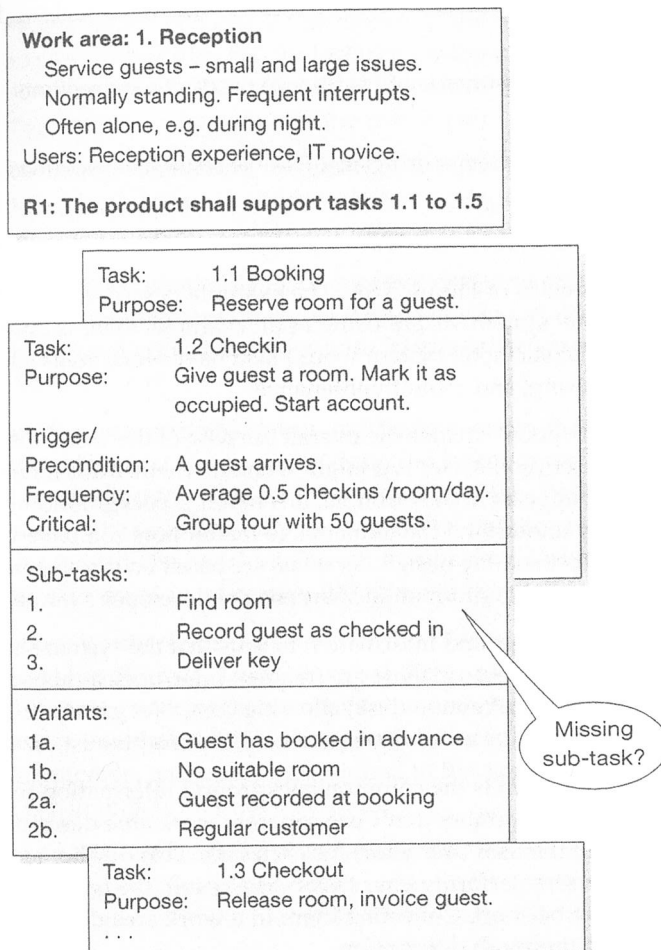 Work area: 1. Reception
Service guests – small and large issues.
Normally standing. Frequent interrupts.
Often alone, e.g. during night.
Users: Reception experience, IT novice.
R1: The product shall support tasks 1.1 to 1.5
Task: 1.1 Booking
Purpose: Reserve room for a guest.
Task: 1.2 Checkin
Purpose: Give guest a room. Mark it as
occupied. Start account.
Trigger/
Precondition: A guest arrives.
Frequency: Average 0.5 checkins /room/day.
Critical: Group tour with 50 guests.
Sub-tasks:
1. Find room
2. Record guest as checked in
3. Deliver key
Missing
sub-task?
Variants:
1a. Guest has booked in advance
1b. No suitable room
2a. Guest recorded at booking
2b. Regular customer
Task: 1.3 Checkout
Purpose: Release room, invoice guest.
. . .